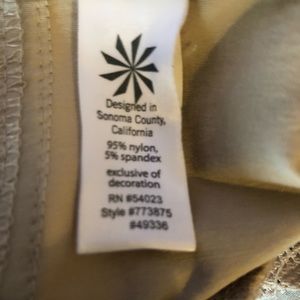 Designed in
Sonoma County,
California
95% nylon,
5% spandex
exclusive of
decoration
RN #54023
Style #773875
#49336